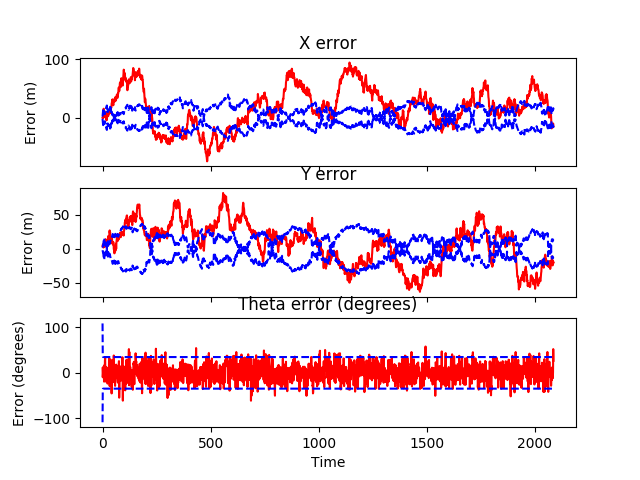 X error
100
0
Error (m)
Y error
50
0
−50
Error (m)
Theta error (degrees)
100
0
−100
Error (degrees)
0 500 1000 1500 2000
Time